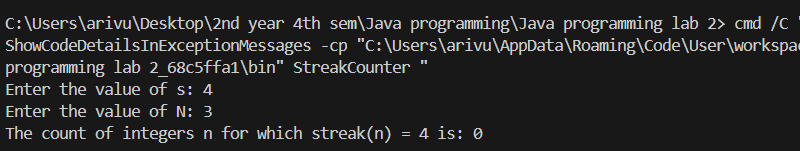 C:\Users\arivu\Desktop\2nd year 4th sem\Java programming\Java programming lab 2> cmd /C "
ShowCodeDetailsInExceptionMessages -cp "C:\Users\arivu\AppData\Roaming\Code\User\workspa
programming lab 2_68c5ffa1\bin" StreakCounter "
Enter the value of s: 4
Enter the value of N: 3
The count of integers n for which streak(n) = 4 is: 0